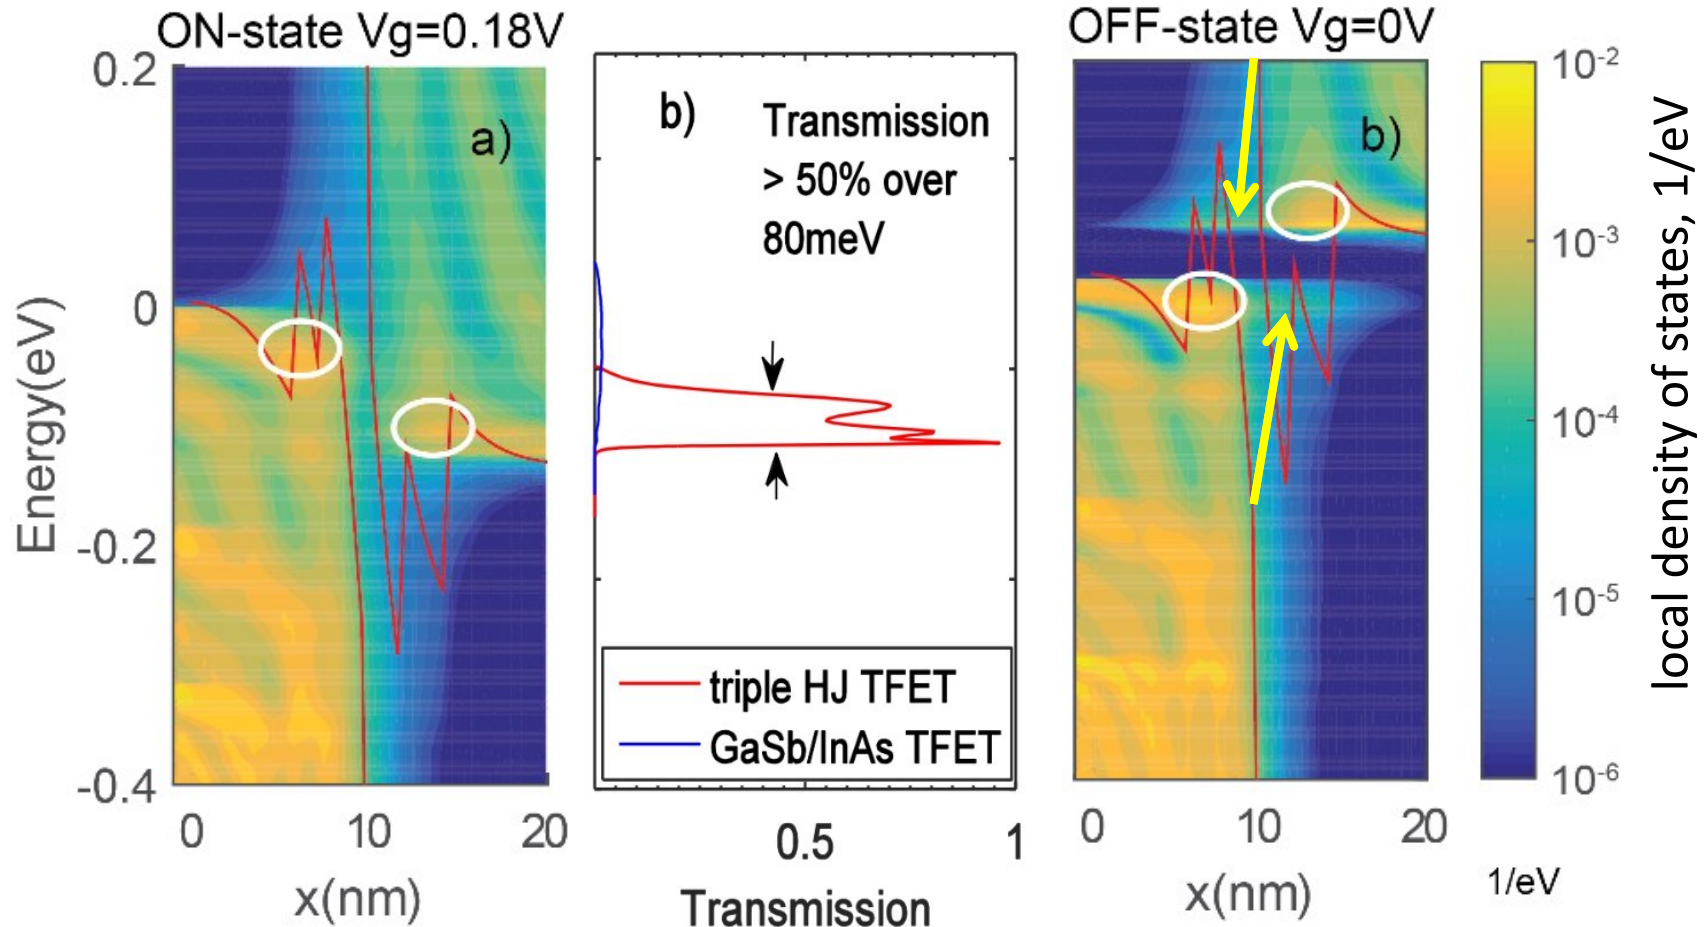 ON-state Vg=0.18V
a)
0.2
0
-0.2
-0.4
Energy(eV)
0 10 20
x(nm)
b)
Transmission
> 50% over
80meV
triple HJ TFET
GaSb/InAs TFET
0.5 1
Transmission
OFF-state Vg=0V
b)
0 10 20
x(nm)
10-2
10-3
10-4
10-5
10-6
1/eV
local density of states, 1/eV